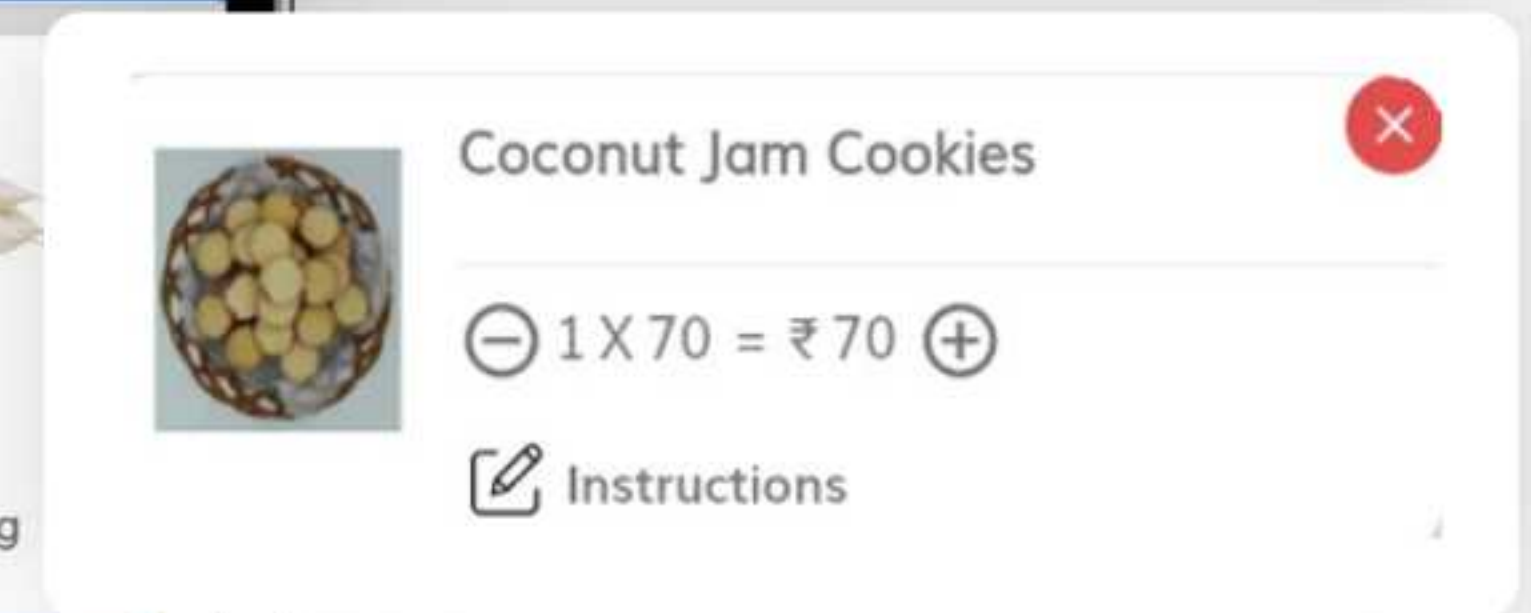 Coconut Jam Cookies
1 X 70 = ₹ 70
Instructions
g